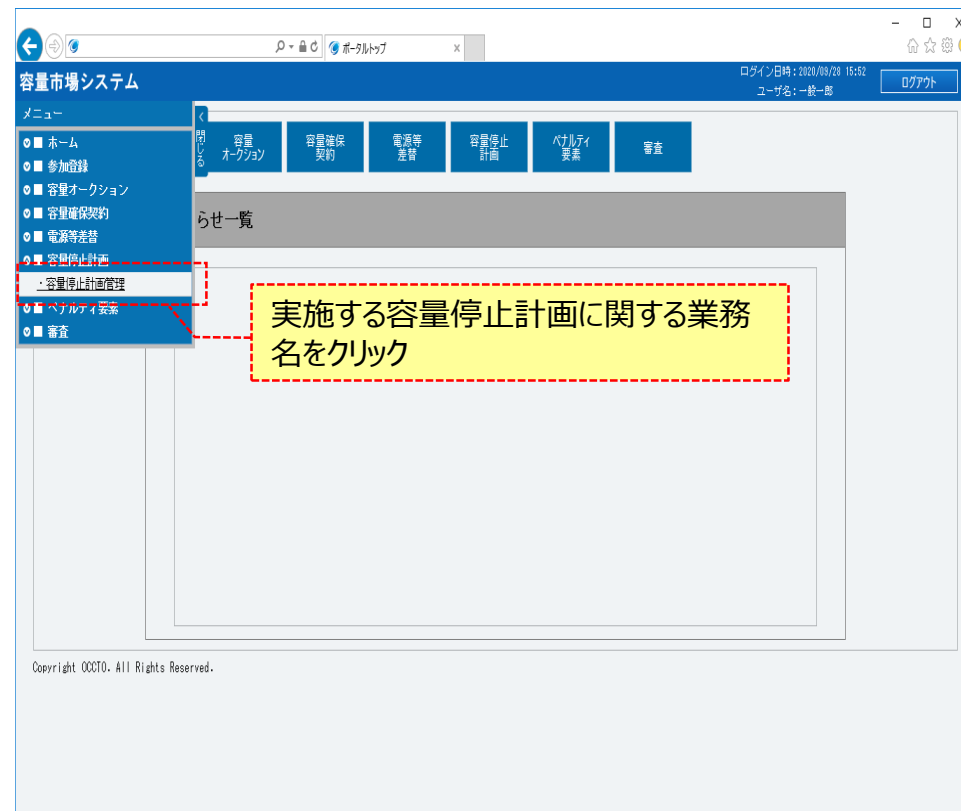 ポータルトップ
容量市場システム
ログイン日時:2020/09/28 15:52
ユーザ名:一般一郎
ログアウト
メニュー
ホーム
参加登録
容量オークション
容量確保契約
電源等差替
容量停止計画
・容量停止計画管理
ペナルティ要素
審査
閉じる
容量
オークション
容量確保
契約
電源等
差替
容量停止
計画
ペナルティ
要素
審査
らせ一覧
実施する容量停止計画に関する業務
名をクリック
Copyright OCCTO. All Rights Reserved.